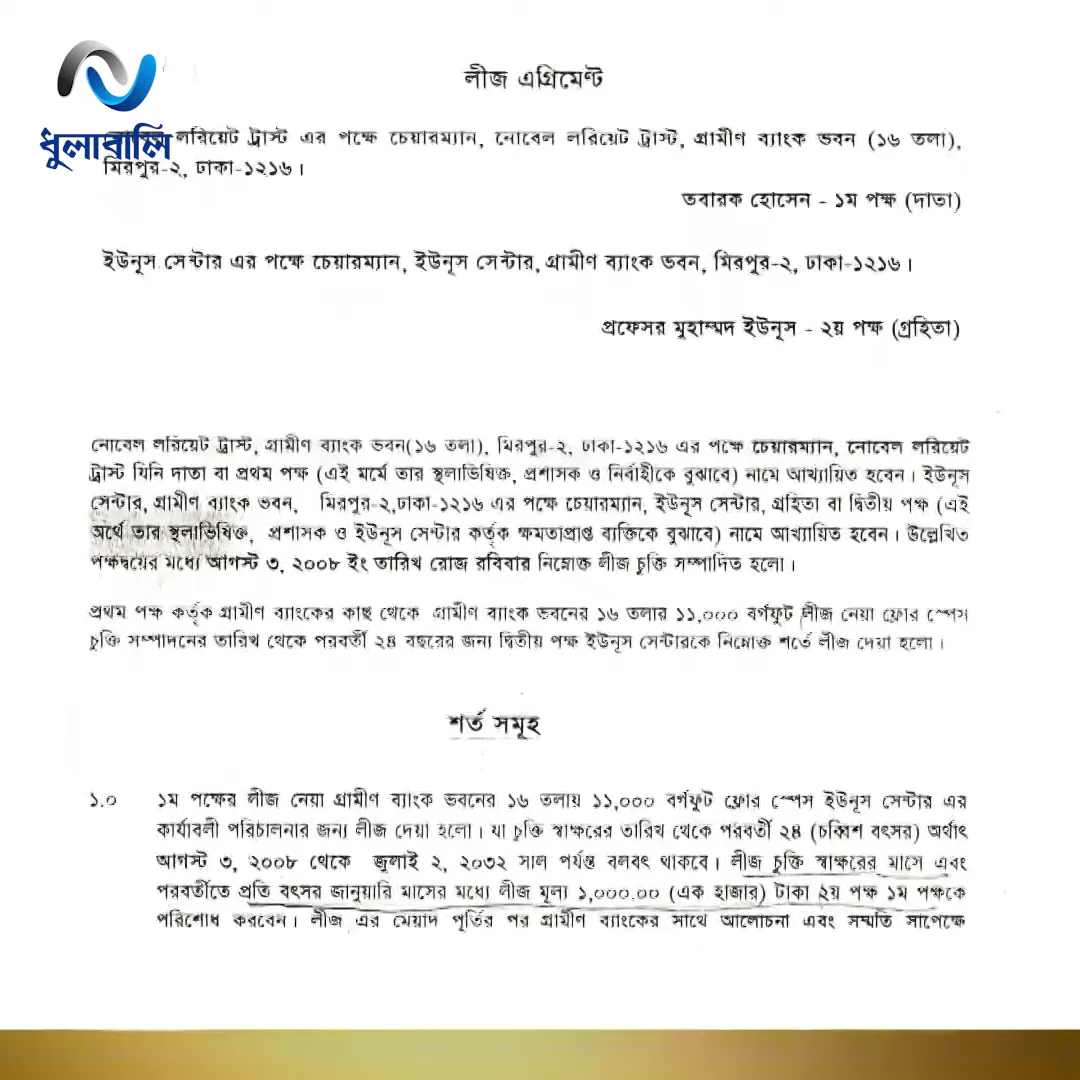 ধুলাবালি
লীজ এগ্রিমেন্ট
লরিয়েট ট্রাস্ট এর পক্ষে চেয়ারম্যান, নোবেল লরিয়েট ট্রাস্ট, গ্রামীণ ব্যাংক ভবন (১৬ তলা),
মিরপুর-২, ঢাকা-১২১৬।
তবারক হোসেন - ১ম পক্ষ (দাতা)
ইউনূস সেন্টার এর পক্ষে চেয়ারম্যান, ইউনূস সেন্টার, গ্রামীণ ব্যাংক ভবন, মিরপুর-২, ঢাকা-১২১৬।
প্রফেসর মুহাম্মদ ইউনূস - ২য় পক্ষ (গ্রহিতা)
নোবেল লরিয়েট ট্রাস্ট, গ্রামীণ ব্যাংক ভবন(১৬ তলা), মিরপুর-২, ঢাকা-১২১৬ এর পক্ষে চেয়ারম্যান, নোবেল লরিয়েট
ট্রাস্ট যিনি দাতা বা প্রথম পক্ষ (এই মর্মে তার স্থলাভিষিক্ত, প্রশাসক ও নির্বাহীকে বুঝাবে) নামে আখ্যায়িত হবেন। ইউনূস
সেন্টার, গ্রামীণ ব্যাংক ভবন, মিরপুর-২,ঢাকা-১২১৬ এর পক্ষে চেয়ারম্যান, ইউনূস সেন্টার, গ্রহিতা বা দ্বিতীয় পক্ষ (এই
অর্থে তার স্থলাভিষিক্ত, প্রশাসক ও ইউনূস সেন্টার কর্তৃক ক্ষমতাপ্রাপ্ত ব্যক্তিকে বুঝাবে) নামে আখ্যায়িত হবেন। উল্লেখিত
পক্ষদ্বয়ের মধ্যে আগস্ট ৩, ২০০৮ ইং তারিখ রোজ রবিবার নিম্নোক্ত লীজ চুক্তি সম্পাদিত হলো।
প্রথম পক্ষ কর্তৃক গ্রামীণ ব্যাংকের কাছ থেকে গ্রামীণ ব্যাংক ভবনের ১৬ তলার ১১,০০০ বর্গফুট লীজ নেয়া ফ্লোর স্পেস
চুক্তি সম্পাদনের তারিখ থেকে পরবর্তী ২৪ বছরের জন্য দ্বিতীয় পক্ষ ইউনূস সেন্টারকে নিম্নোক্ত শর্তে লীজ দেয়া হলো।
শর্ত সমূহ
১.০ ১ম পক্ষের লীজ নেয়া গ্রামীণ ব্যাংক ভবনের ১৬ তলায় ১১,০০০ বর্গফুট ফ্লোর স্পেস ইউনূস সেন্টার এর
কার্যাবলী পরিচালনার জন্য লীজ দেয়া হলো। যা চুক্তি স্বাক্ষরের তারিখ থেকে পরবর্তী ২৪ (চব্বিশ বৎসর) অর্থাৎ
আগস্ট ৩, ২০০৮ থেকে জুলাই ২, ২০৩২ সাল পর্যন্ত বলবৎ থাকবে। লীজ চুক্তি স্বাক্ষরের মাসে এবং
পরবর্তীতে প্রতি বৎসর জানুয়ারি মাসের মধ্যে লীজ মূল্য ১,০০০.০০ (এক হাজার) টাকা ২য় পক্ষ ১ম পক্ষকে
পরিশোধ করবেন। লীজ এর মেয়াদ পূর্তির পর গ্রামীণ ব্যাংকের সাথে আলোচনা এবং সম্মতি সাপেক্ষে